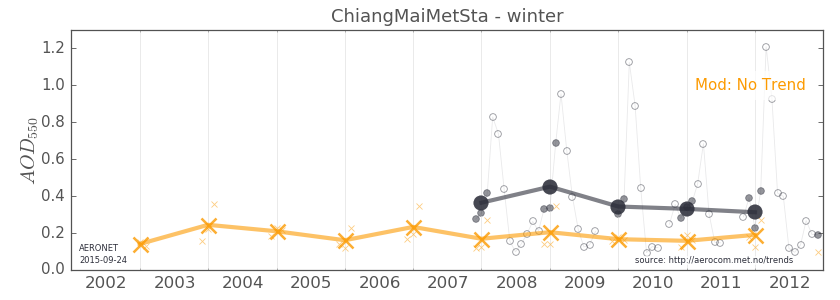 ChiangMaiMetSta - winter
AOD550
1.2
1.0
0.8
0.6
0.4
0.2
0.0
Mod: No Trend
AERONET
2015-09-24
source: http://aerocom.met.no/trends
2002 2003 2004 2005 2006 2007 2008 2009 2010 2011 2012